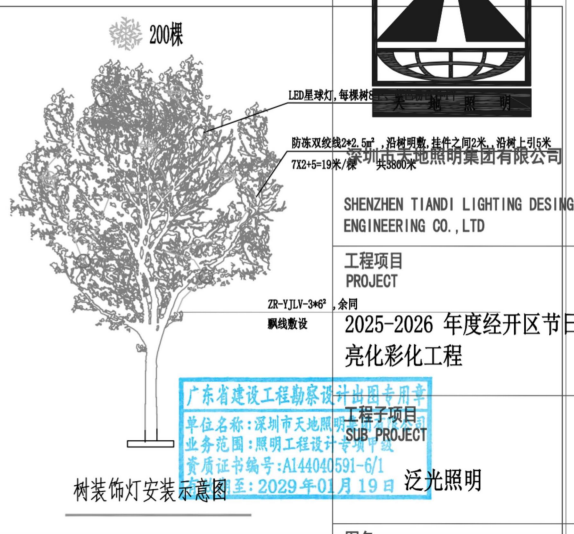 200棵
LED星球灯,每棵树8
天地照明
防冻双绞线2*2.5m²,沿树明敷,挂件之间2米,,沿树上引5米
7X2+5=19米/棵 共3800米
深圳市天地照明集团有限公司
SHENZHEN TIANDI LIGHTING DESING
ENGINEERING CO.,LTD
工程项目
PROJECT
ZR-YJLV-3*6²,余同
飘线敷设
2025-2026 年度经开区节日
亮化彩化工程
广东省建设工程勘察设计出图专用章
单位名称:深圳市天地照明集团有限公司
业务范围:照明工程设计专项甲级
资质证书编号:A144040591-6/1
期至:2029年01月19日
工程子项目
SUB PROJECT
泛光照明
树装饰灯安装示意图